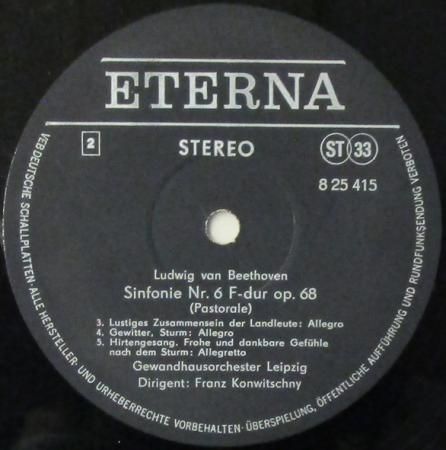 ETERNA
2
STEREO
ST 33
8 25 415
Ludwig van Beethoven
Sinfonie Nr. 6 F-dur op. 68
(Pastorale)
3. Lustiges Zusammensein der Landleute: Allegro
4. Gewitter, Sturm: Allegro
5. Hirtengesang. Frohe und dankbare Gefühle
nach dem Sturm: Allegretto
Gewandhausorchester Leipzig
Dirigent: Franz Konwitschny
VEB DEUTSCHE SCHALLPLATTEN · ALLE HERSTELLER- UND URHEBERRECHTE VORBEHALTEN · ÜBERSPIELUNG, ÖFFENTLICHE AUFFÜHRUNG UND RUNDFUNKSENDUNG VERBOTEN